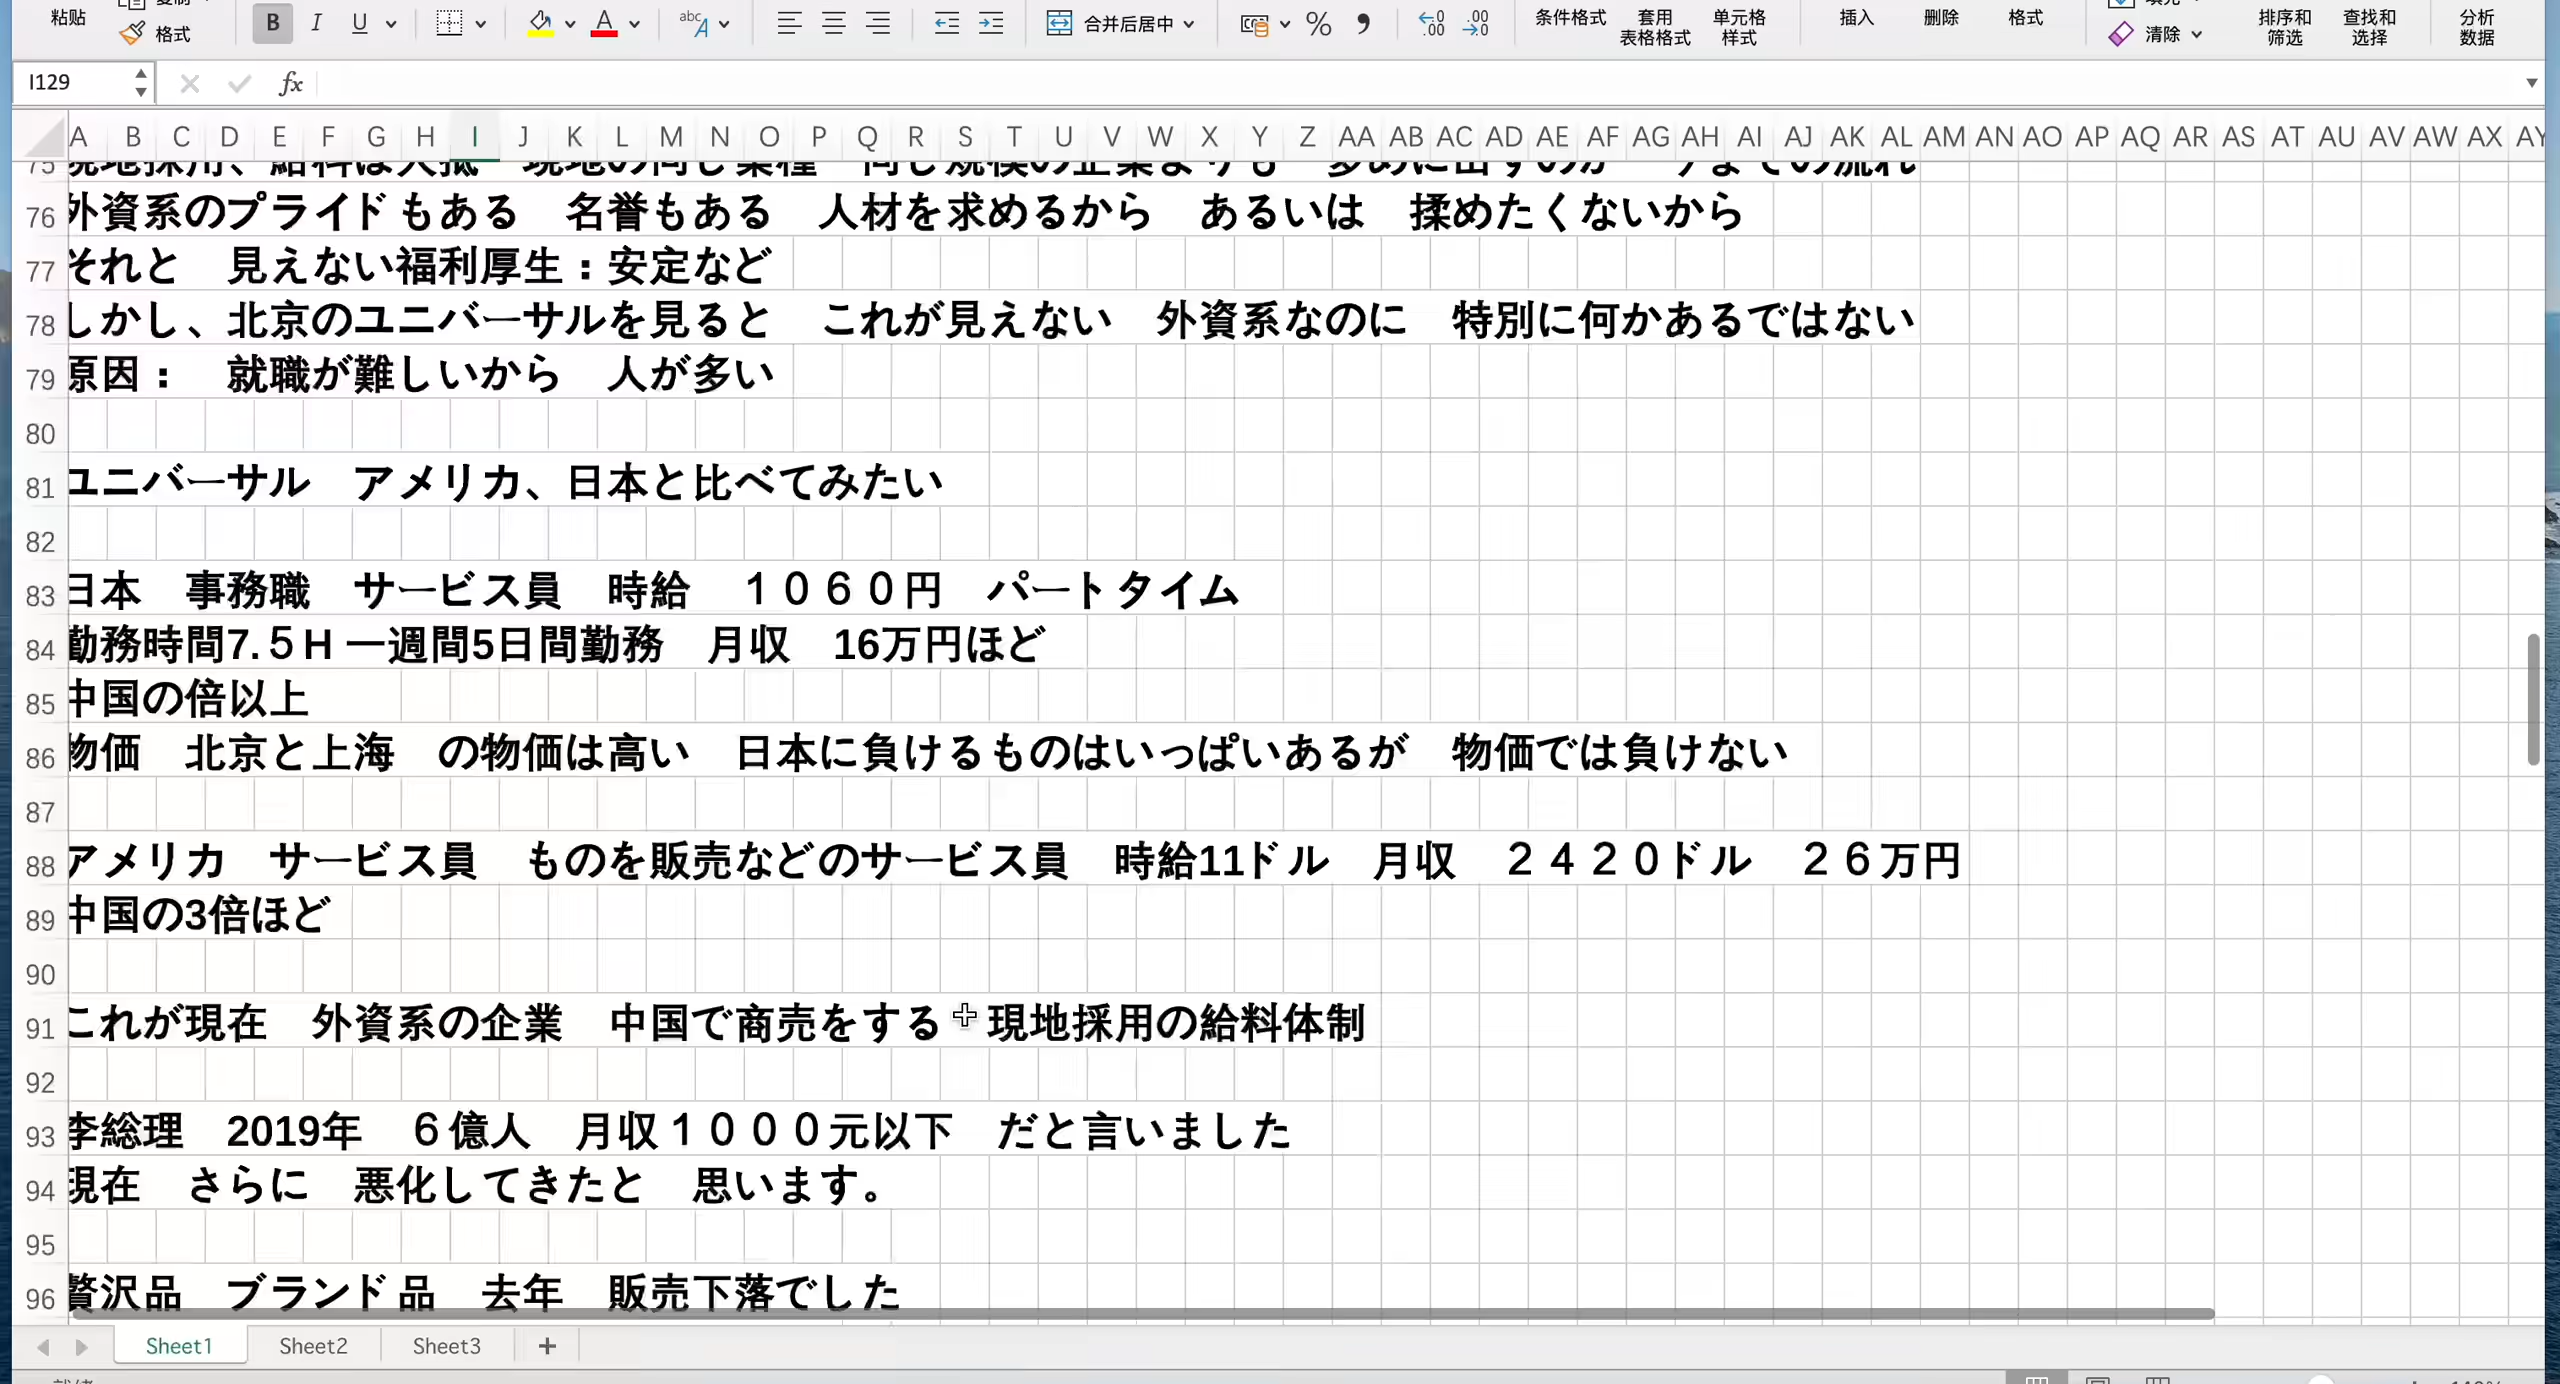 粘贴
格式
B I U
合并后居中
%
条件格式
套用
表格格式
单元格
样式
插入
删除
格式
清除
排序和
筛选
查找和
选择
分析
数据
I129
fx
A B C D E F G H I J K L M N O P Q R S T U V W X Y Z AA AB AC AD AE AF AG AH AI AJ AK AL AM AN AO AP AQ AR AS AT AU AV AW AX AY
76 外資系のプライドもある　名誉もある　人材を求めるから　あるいは　揉めたくないから
77 それと　見えない福利厚生：安定など
78 しかし、北京のユニバーサルを見ると　これが見えない　外資系なのに　特別に何かあるではない
79 原因：　就職が難しいから　人が多い
80
81 ユニバーサル　アメリカ、日本と比べてみたい
82
83 日本　事務職　サービス員　時給　１０６０円　パートタイム
84 勤務時間7.５H 一週間5日間勤務　月収　16万円ほど
85 中国の倍以上
86 物価　北京と上海　の物価は高い　日本に負けるものはいっぱいあるが　物価では負けない
87
88 アメリカ　サービス員　ものを販売などのサービス員　時給11ドル　月収　２４２０ドル　２６万円
89 中国の3倍ほど
90
91 これが現在　外資系の企業　中国で商売をする　現地採用の給料体制
92
93 李総理　2019年　６億人　月収１０００元以下　だと言いました
94 現在　さらに　悪化してきたと　思います。
95
96 贅沢品　ブランド品　去年　販売下落でした
Sheet1
Sheet2
Sheet3
+